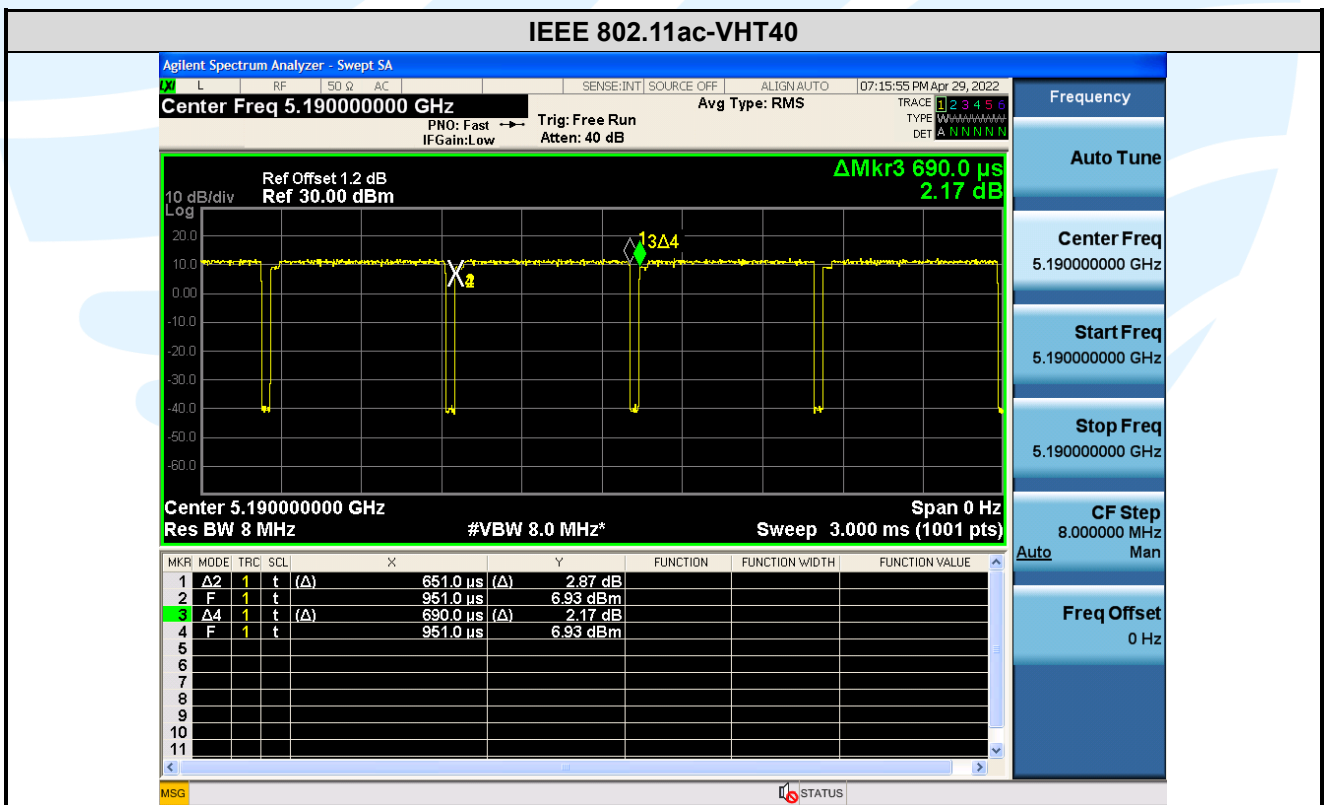 IEEE 802.11ac-VHT40
Agilent Spectrum Analyzer - Swept SA
LXI L RF 50 Ω AC SENSE:INT SOURCE OFF ALIGN AUTO 07:15:55 PM Apr 29, 2022
Center Freq 5.190000000 GHz
Avg Type: RMS
TRACE 1 2 3 4 5 6
PNO: Fast Trig: Free Run
TYPE W
IFGain:Low Atten: 40 dB
DET A N N N N N
Frequency
ΔMkr3 690.0 µs
2.17 dB
Ref Offset 1.2 dB
10 dB/div Ref 30.00 dBm
Log
20.0
10.0
0.00
-10.0
-20.0
-30.0
-40.0
-50.0
-60.0
1 3Δ4
2
Center 5.190000000 GHz Span 0 Hz
Res BW 8 MHz #VBW 8.0 MHz* Sweep 3.000 ms (1001 pts)
MKR MODE TRC SCL X Y FUNCTION FUNCTION WIDTH FUNCTION VALUE
1 Δ2 1 t (Δ) 651.0 µs (Δ) 2.87 dB
2 F 1 t 951.0 µs 6.93 dBm
3 Δ4 1 t (Δ) 690.0 µs (Δ) 2.17 dB
4 F 1 t 951.0 µs 6.93 dBm
5
6
7
8
9
10
11
Auto Tune
Center Freq
5.190000000 GHz
Start Freq
5.190000000 GHz
Stop Freq
5.190000000 GHz
CF Step
8.000000 MHz
Auto Man
Freq Offset
0 Hz
MSG STATUS